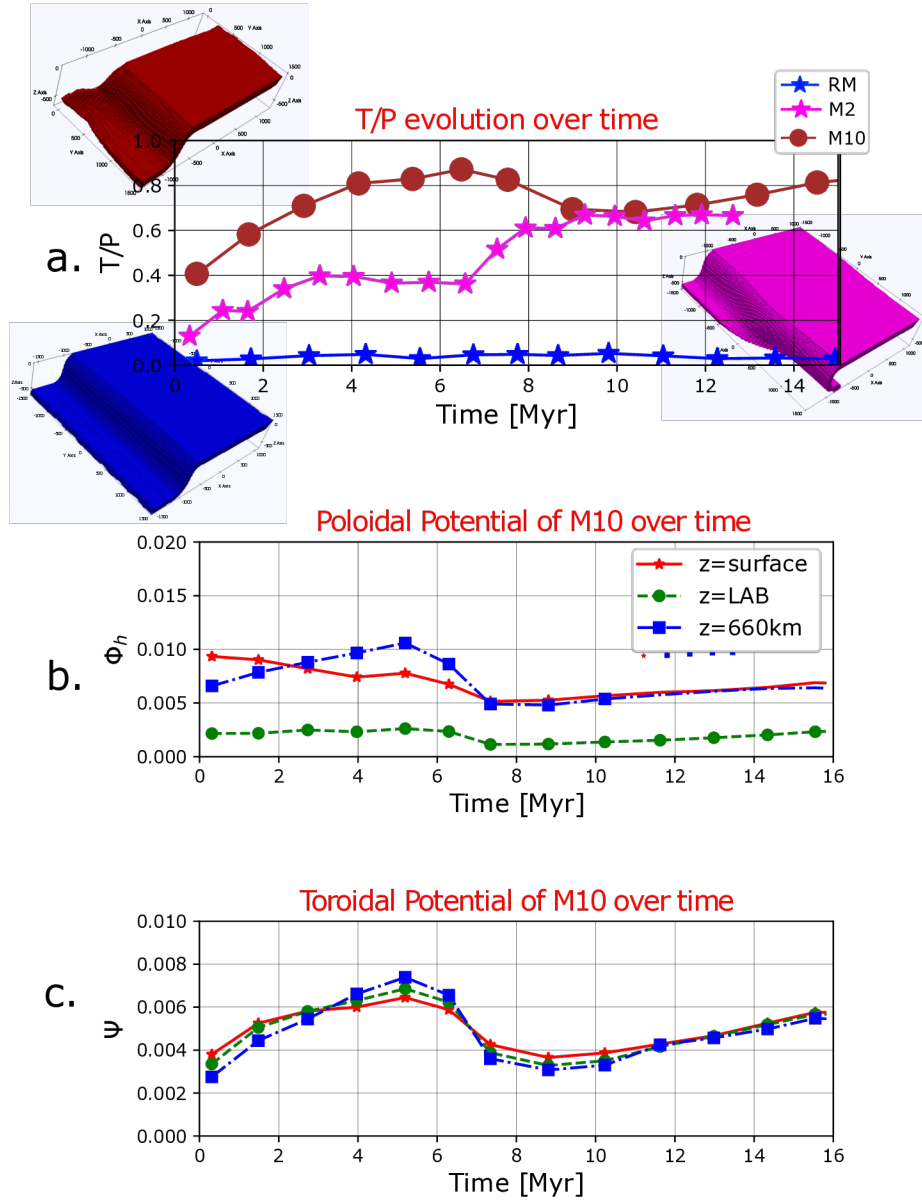 T/P evolution over time
RM
M2
M10
a.
T/P
1.0
0.8
0.6
0.4
0.2
0.0
0 2 4 6 8 10 12 14
Time [Myr]
X Axis
Y Axis
Z Axis
Poloidal Potential of M10 over time
z=surface
z=LAB
z=660km
b.
Φh
0.020
0.015
0.010
0.005
0.000
0 2 4 6 8 10 12 14 16
Time [Myr]
Toroidal Potential of M10 over time
c.
Ψ
0.010
0.008
0.006
0.004
0.002
0.000
0 2 4 6 8 10 12 14 16
Time [Myr]